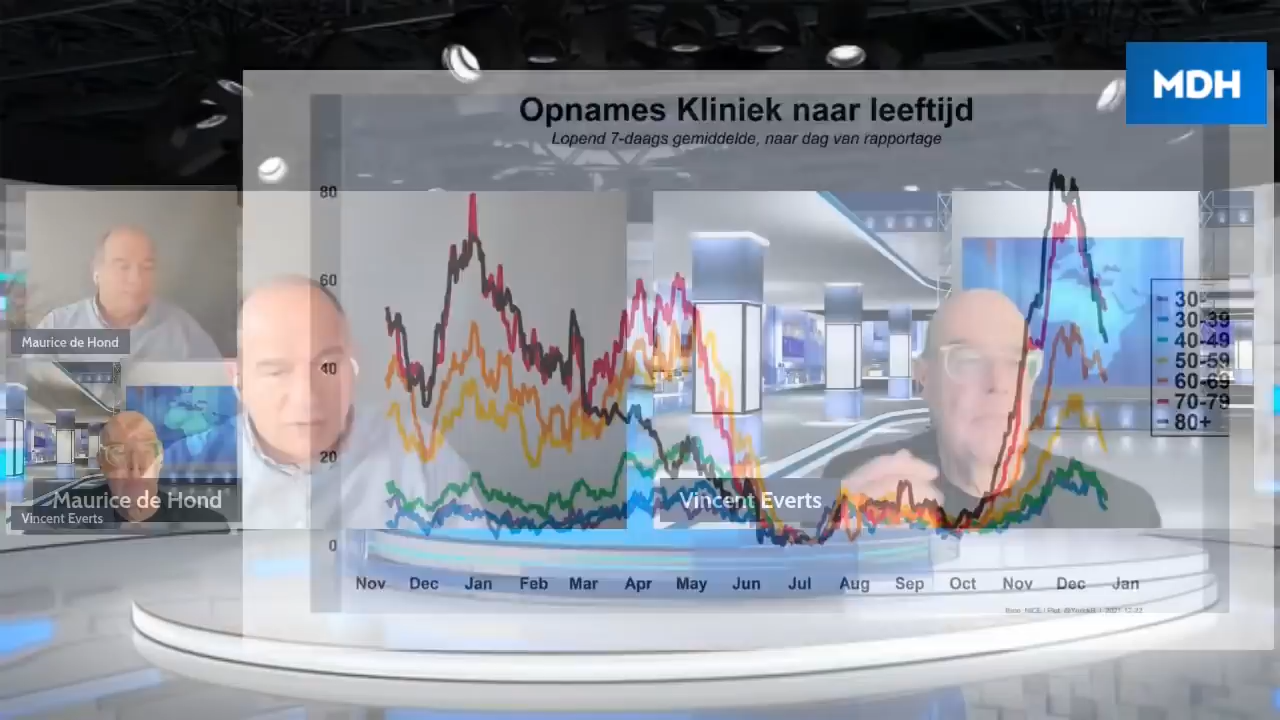 MDH
Opnames Kliniek naar leeftijd
Lopend 7-daags gemiddelde, naar dag van rapportage
80
60
40
20
0
Nov Dec Jan Feb Mar Apr May Jun Jul Aug Sep Oct Nov Dec Jan
30-39
40-49
50-59
60-69
70-79
80+
Maurice de Hond
Vincent Everts
Maurice de Hond
Vincent Everts